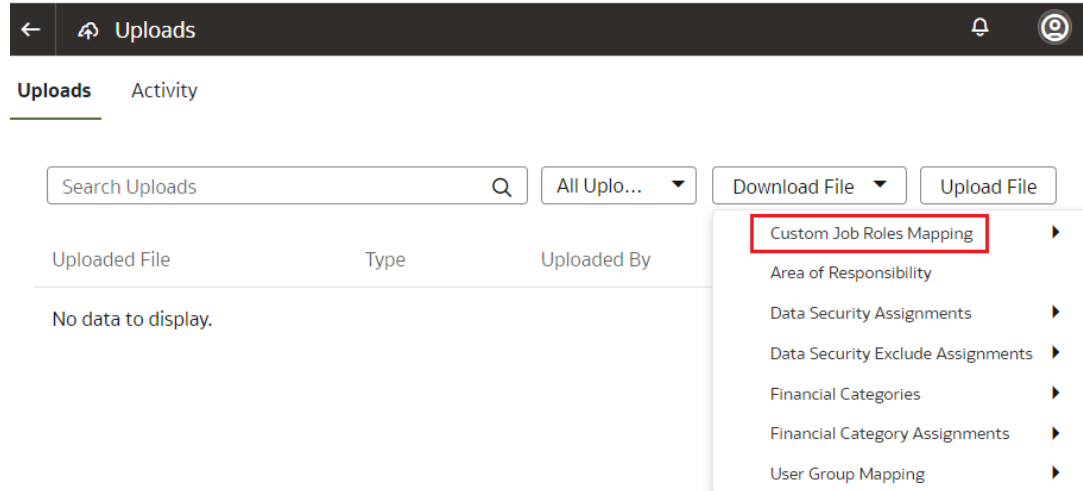 Uploads
Uploads Activity
Search Uploads All Uplo... Download File Upload File
Custom Job Roles Mapping
Uploaded File Type Uploaded By
Area of Responsibility
No data to display.
Data Security Assignments
Data Security Exclude Assignments
Financial Categories
Financial Category Assignments
User Group Mapping